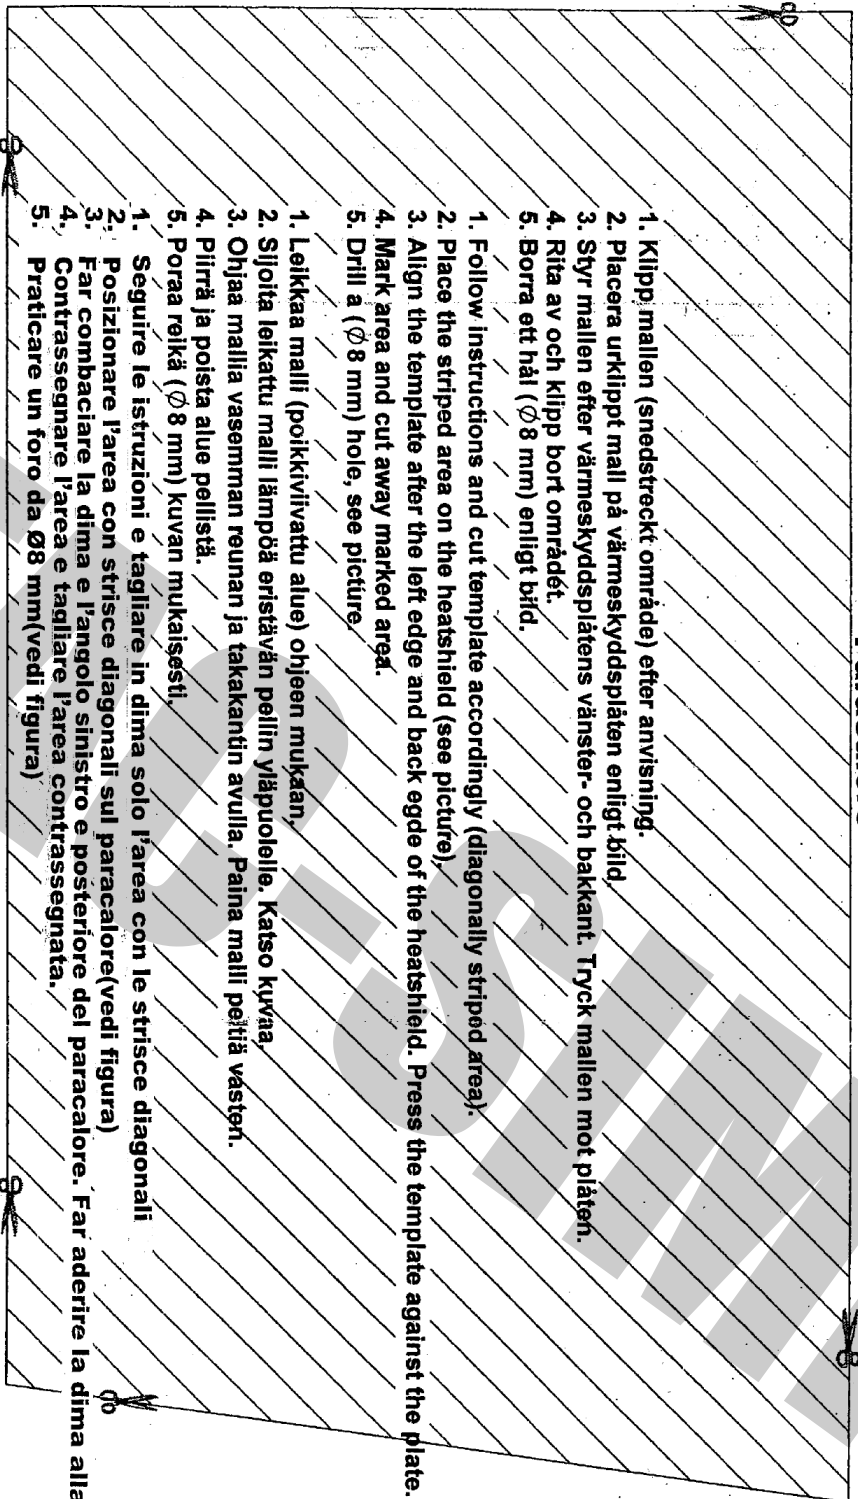 1. Klipp mallen (snedstreckt område) efter anvisning.
2. Placera urklippt mall på värmeskyddsplåten enligt bild.
3. Styr mallen efter värmeskyddsplåtens vänster- och bakkant. Tryck mallen mot plåten.
4. Rita av och klipp bort området.
5. Borra ett hål (Ø8 mm) enligt bild.
1. Follow instructions and cut template accordingly (diagonally striped area).
2. Place the striped area on the heatshield (see picture).
3. Align the template after the left edge and back egde of the heatshield. Press the template against the plate.
4. Mark area and cut away marked area.
5. Drill a (Ø8 mm) hole, see picture.
1. Leikkaa malli (poikkiviivattu alue) ohjeen mukaan.
2. Sijoita leikattu malli lämpöä eristävän pellin yläpuolelle. Katso kuvaa.
3. Ohjaa mallia vasemman reunan ja takakantin avulla. Paina malli peltiä vasten.
4. Piirrä ja poista alue pellistä.
5. Poraa reikä (Ø8 mm) kuvan mukaisesti.
1. Seguire le istruzioni e tagliare in dima solo l'area con le strisce diagonali
2. Posizionare l'area con strisce diagonali sul paracalore(vedi figura)
3. Far combaciare la dima e l'angolo sinistro e posteriore del paracalore. Far aderire la dima alla
4. Contrassegnare l'area e tagliare l'area contrassegnata.
5. Praticare un foro da Ø8 mm(vedi figura)